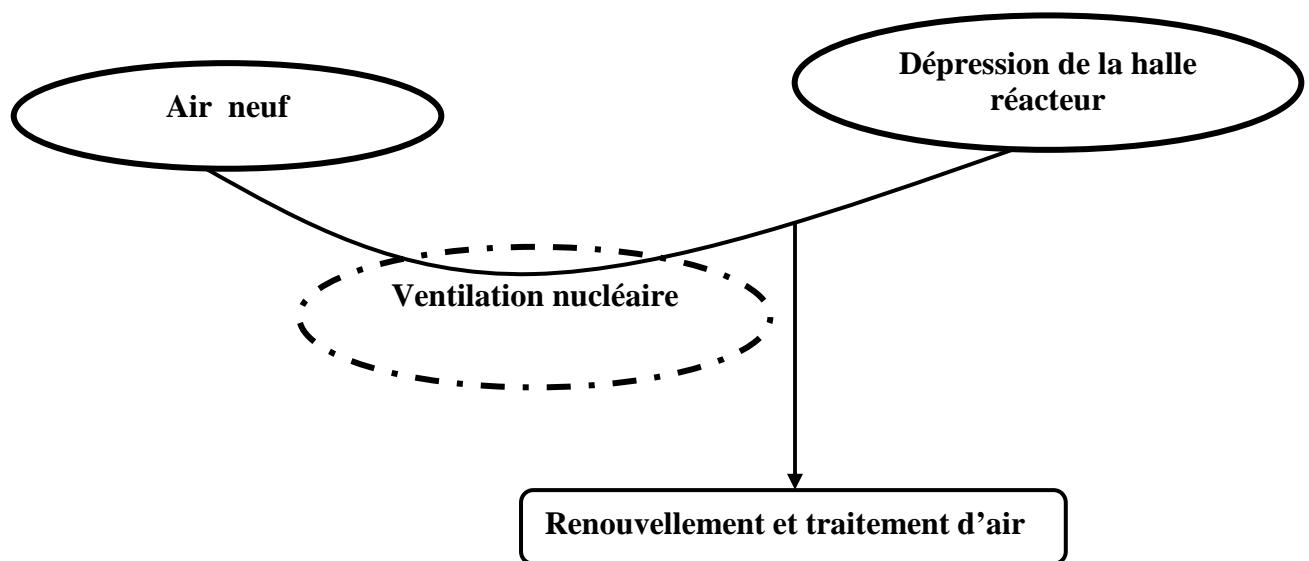 Air neuf
Dépression de la halle
réacteur
Ventilation nucléaire
Renouvellement et traitement d’air